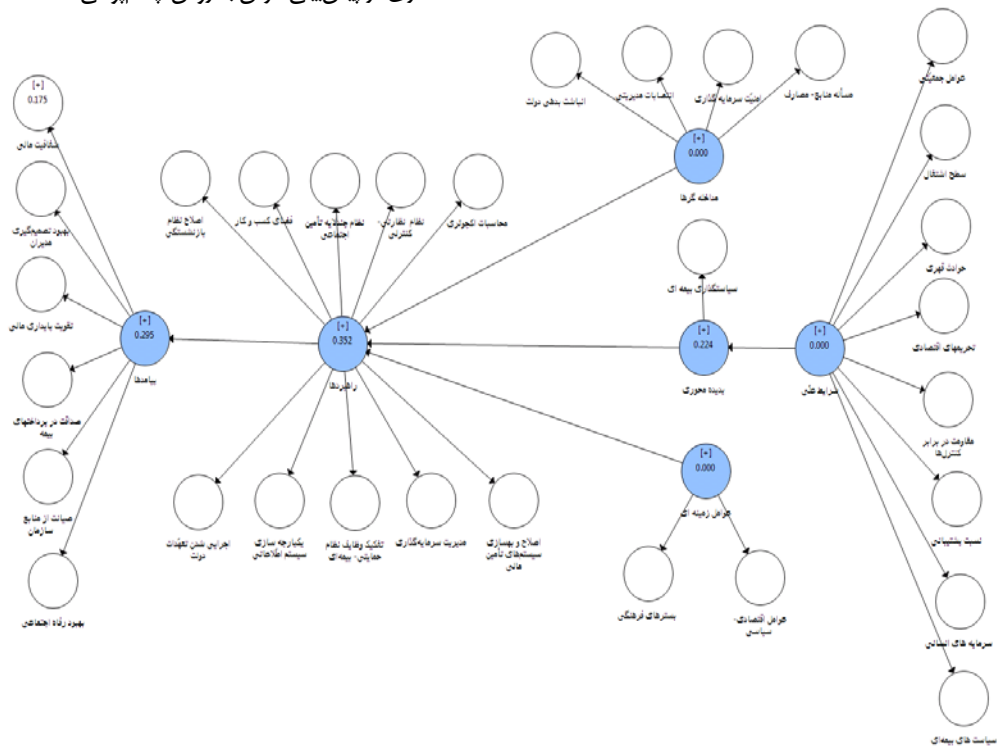 [+]
0.175
شفافیت مالی
بهبود تصمیم‌گیری
مدیران
تقویت پایداری مالی
صداقت در پرداختهای
بیمه
صیانت از منابع
سازمان
بهبود رفاه اجتماعی
[+]
0.295
پیامدها
اصلاح نظام
بازنشستگی
فضای کسب و کار
نظام چندلایه تأمین
اجتماعی
نظام نظارتی-
کنترلی
محاسبات اکچوئری
[+]
0.352
راهبردها
اجرایی شدن تعهدات
دولت
یکپارچه سازی
سیستم اطلاعاتی
تفکیک وظایف نظام
حمایتی- بیمه‌ای
مدیریت سرمایه‌گذاری
اصلاح و بهسازی
سیستم‌های تأمین
مالی
انباشت بدهی دولت
انتصابات مدیریتی
امنیت سرمایه گذاری
مسأله منابع- مصارف
[+]
0.000
مداخله گرها
سیاستگذاری بیمه ای
[+]
0.224
پدیده محوری
[+]
0.000
عوامل زمینه ای
بسترهای فرهنگی
عوامل اقتصادی-
سیاسی
[+]
0.000
شرایط علّی
عوامل جمعیتی
سطح اشتغال
حوادث قهری
تحریمهای اقتصادی
مقاومت در برابر
کنترل‌ها
نسبت پشتیبانی
سرمایه های انسانی
سیاست های بیمه‌ای